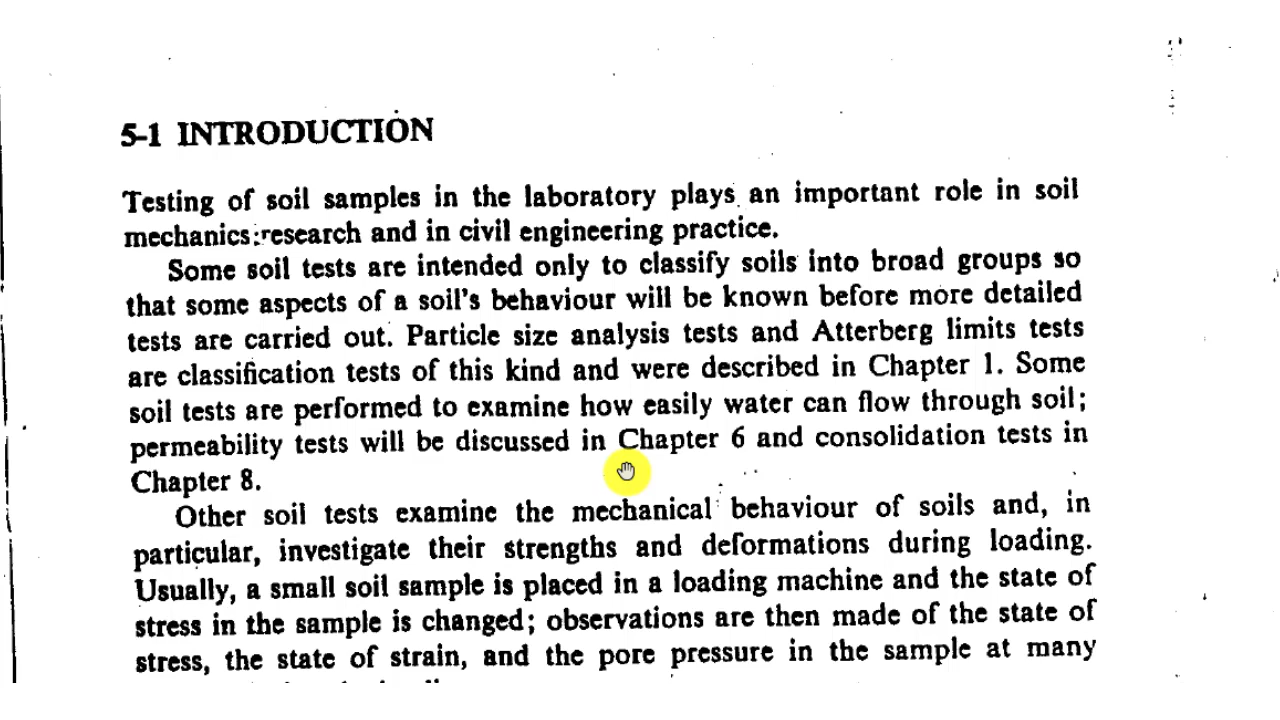 5-1 INTRODUCTION
Testing of soil samples in the laboratory plays an important role in soil
mechanics research and in civil engineering practice.
Some soil tests are intended only to classify soils into broad groups so
that some aspects of a soil's behaviour will be known before more detailed
tests are carried out. Particle size analysis tests and Atterberg limits tests
are classification tests of this kind and were described in Chapter 1. Some
soil tests are performed to examine how easily water can flow through soil;
permeability tests will be discussed in Chapter 6 and consolidation tests in
Chapter 8.
Other soil tests examine the mechanical behaviour of soils and, in
particular, investigate their strengths and deformations during loading.
Usually, a small soil sample is placed in a loading machine and the state of
stress in the sample is changed; observations are then made of the state of
stress, the state of strain, and the pore pressure in the sample at many